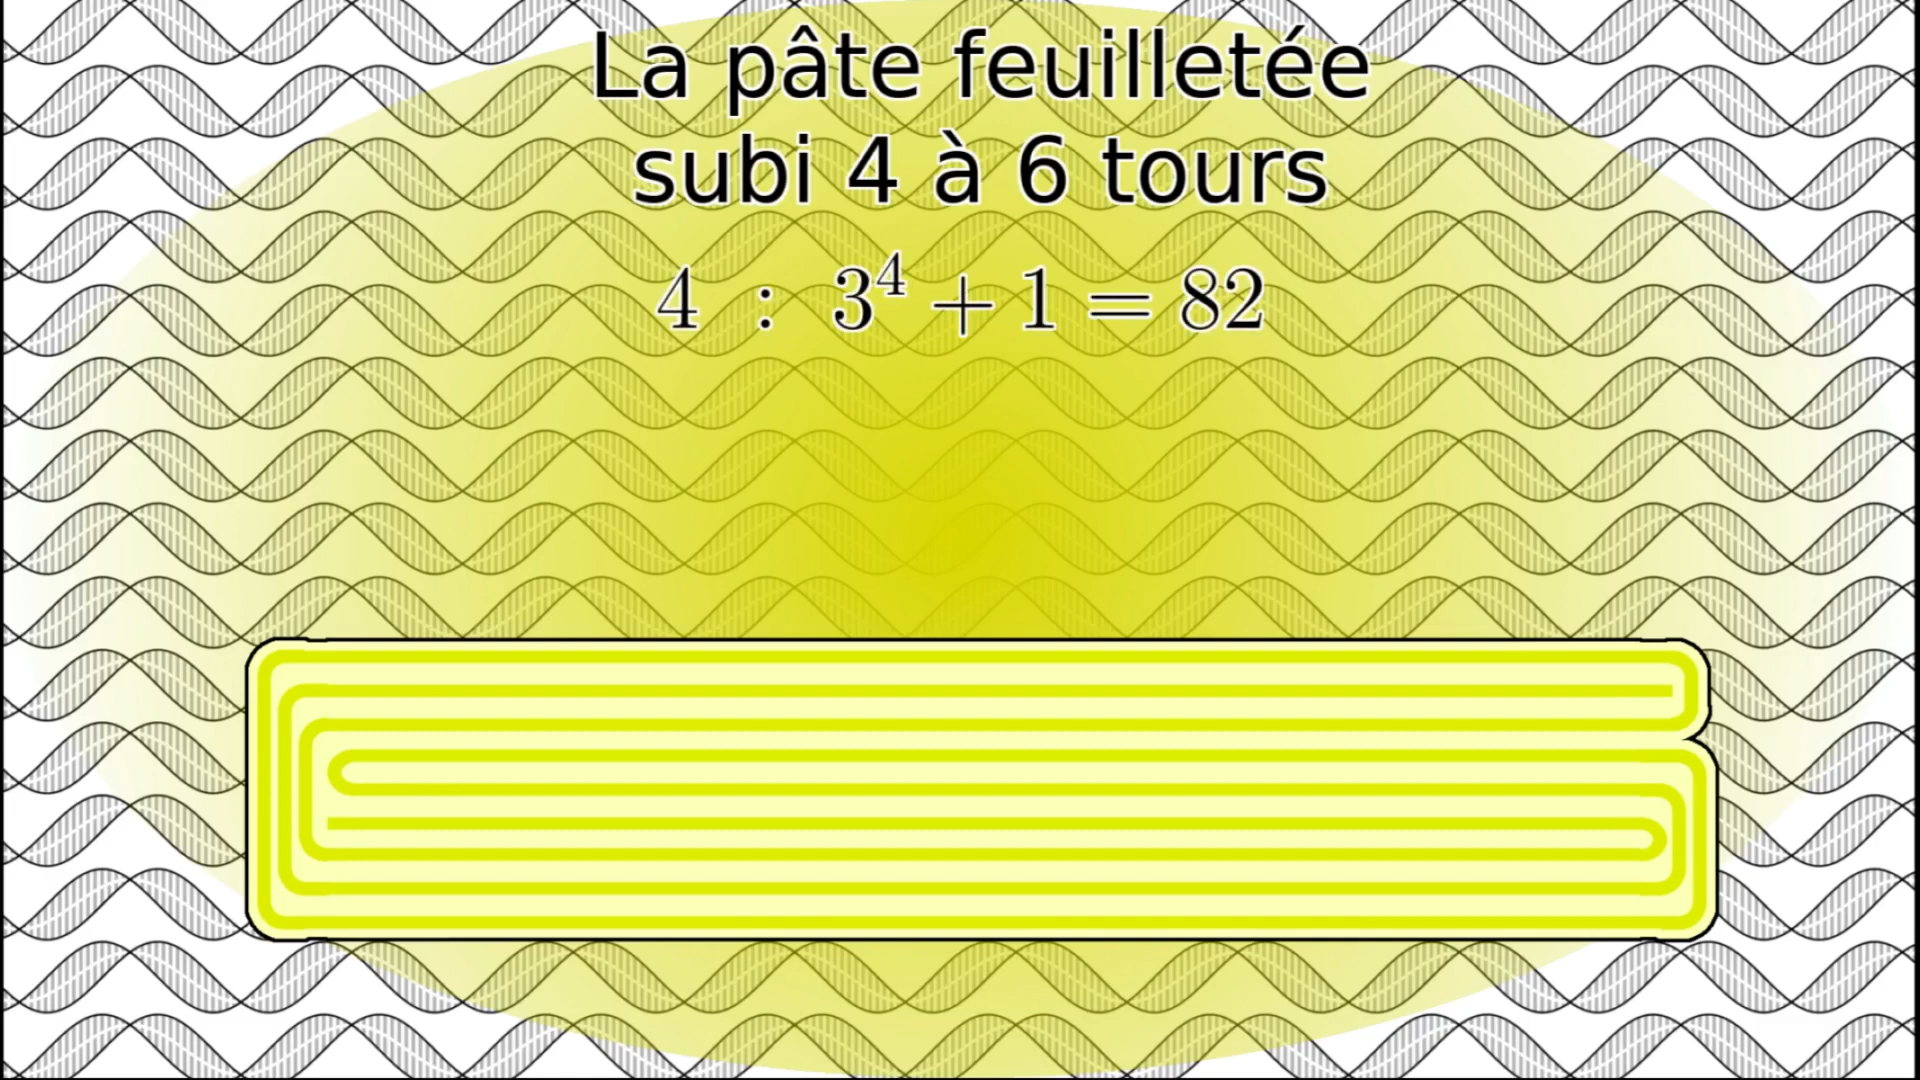 La pâte feuilletée
subi 4 à 6 tours
4 : 3⁴ + 1 = 82